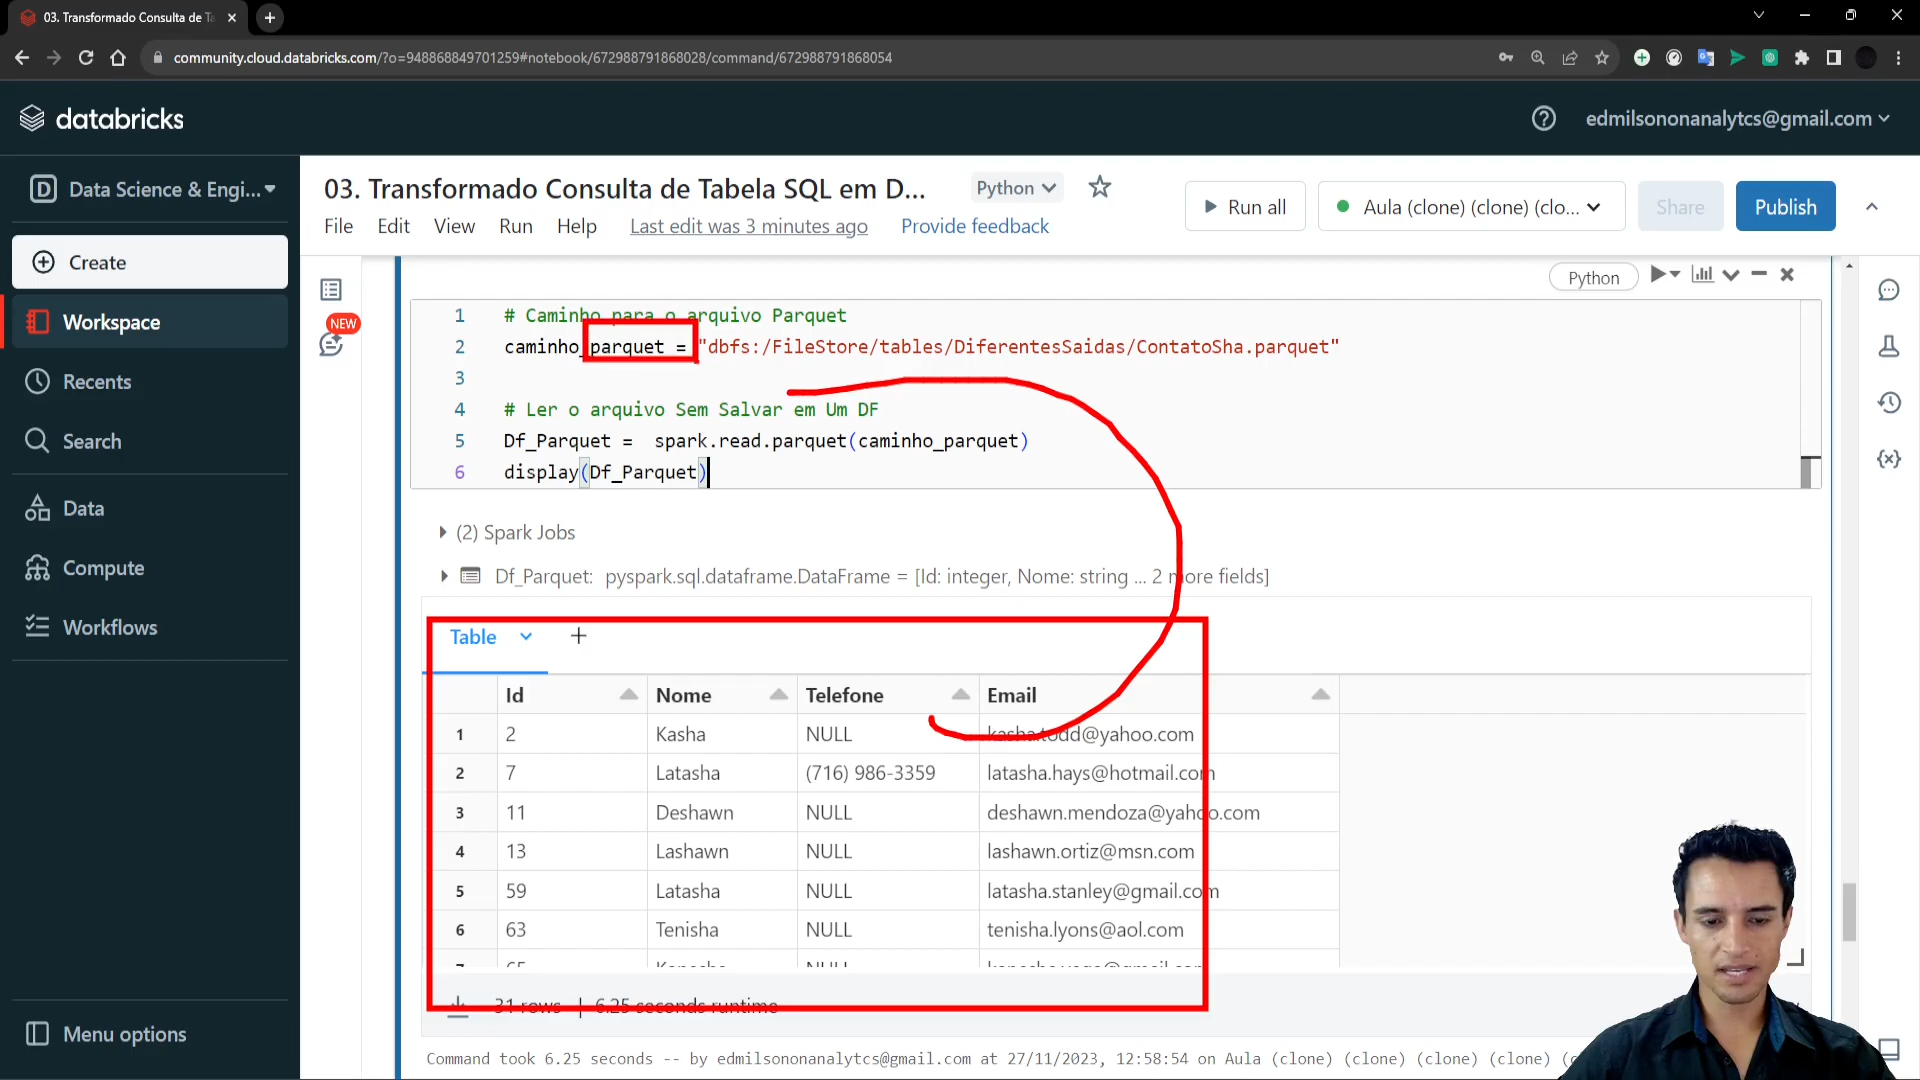 03. Transformado Consulta de Ta
community.cloud.databricks.com/?o=948868849701259#notebook/672988791868028/command/672988791868054
databricks
edmilsononanalytcs@gmail.com
D Data Science & Engi...
03. Transformado Consulta de Tabela SQL em D...
Python
Run all
Aula (clone) (clone) (clo...
Share
Publish
File Edit View Run Help Last edit was 3 minutes ago Provide feedback
Create
Workspace
Recents
Search
Data
Compute
Workflows
Menu options
NEW
Python
1 # Caminho para o arquivo Parquet
2 caminho_parquet = "dbfs:/FileStore/tables/DiferentesSaidas/ContatoSha.parquet"
3
4 # Ler o arquivo Sem Salvar em Um DF
5 Df_Parquet = spark.read.parquet(caminho_parquet)
6 display(Df_Parquet)
(2) Spark Jobs
Df_Parquet: pyspark.sql.dataframe.DataFrame = [Id: integer, Nome: string ... 2 more fields]
Table +
Id Nome Telefone Email
1 2 Kasha NULL kasha.todd@yahoo.com
2 7 Latasha (716) 986-3359 latasha.hays@hotmail.com
3 11 Deshawn NULL deshawn.mendoza@yahoo.com
4 13 Lashawn NULL lashawn.ortiz@msn.com
5 59 Latasha NULL latasha.stanley@gmail.com
6 63 Tenisha NULL tenisha.lyons@aol.com
31 rows | 6.25 seconds runtime
Command took 6.25 seconds -- by edmilsononanalytcs@gmail.com at 27/11/2023, 12:58:54 on Aula (clone) (clone) (clone) (clone) (